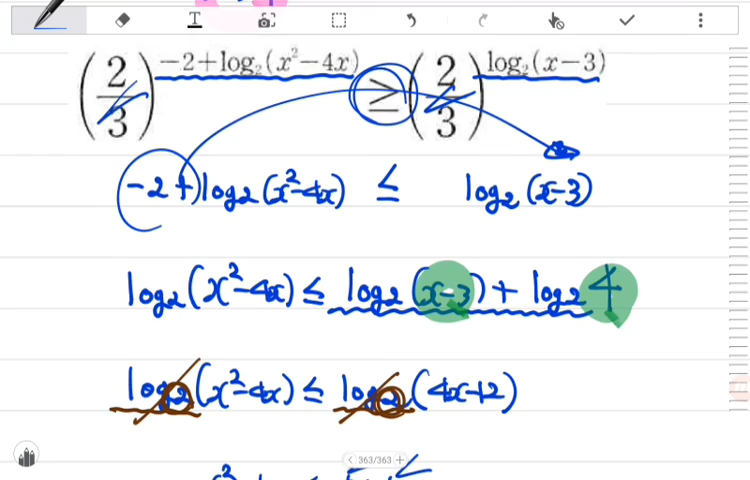 (2/3)^(-2+log₂(x²-4x)) ≥ (2/3)^(log₂(x-3))
-2+log₂(x²-4x) ≤ log₂(x-3)
log₂(x²-4x) ≤ log₂(x-3) + log₂4
log₂(x²-4x) ≤ log₂(4x-12)
363/363